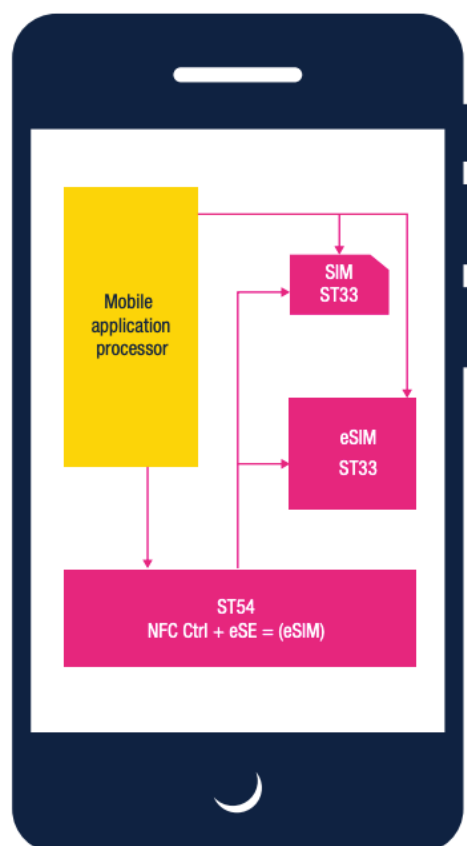 Mobile
application
processor
SIM
ST33
eSIM
ST33
ST54
NFC Ctrl + eSE = (eSIM)